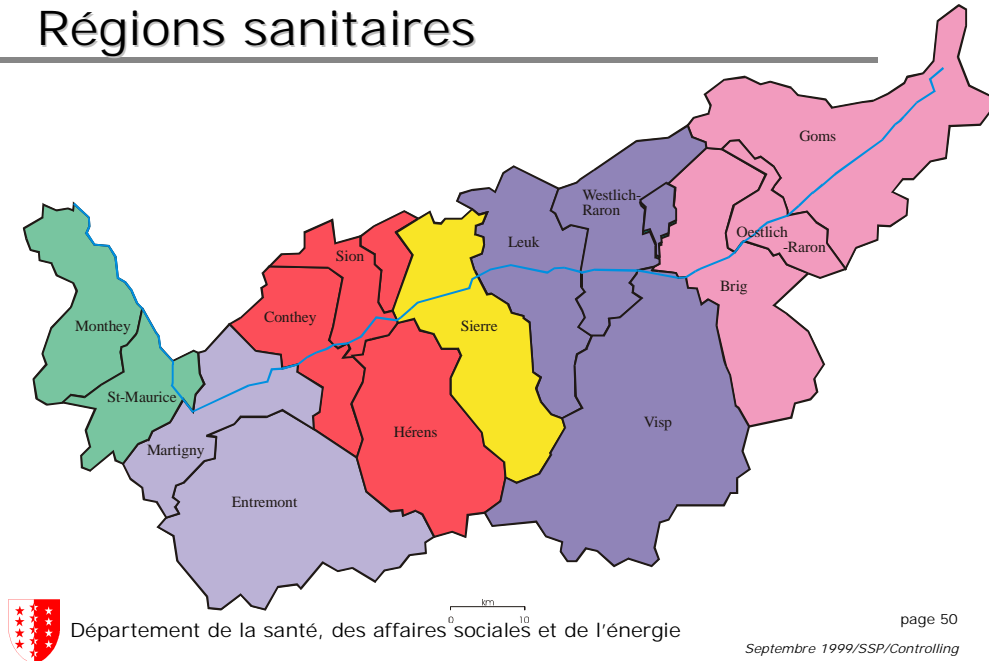 Régions sanitaires
Goms
Westlich-
Raron
Oestlich
-Raron
Leuk
Sion
Brig
Conthey
Sierre
Monthey
St-Maurice
Visp
Hérens
Martigny
Entremont
km
0 10
Département de la santé, des affaires sociales et de l'énergie
page 50
Septembre 1999/SSP/Controlling